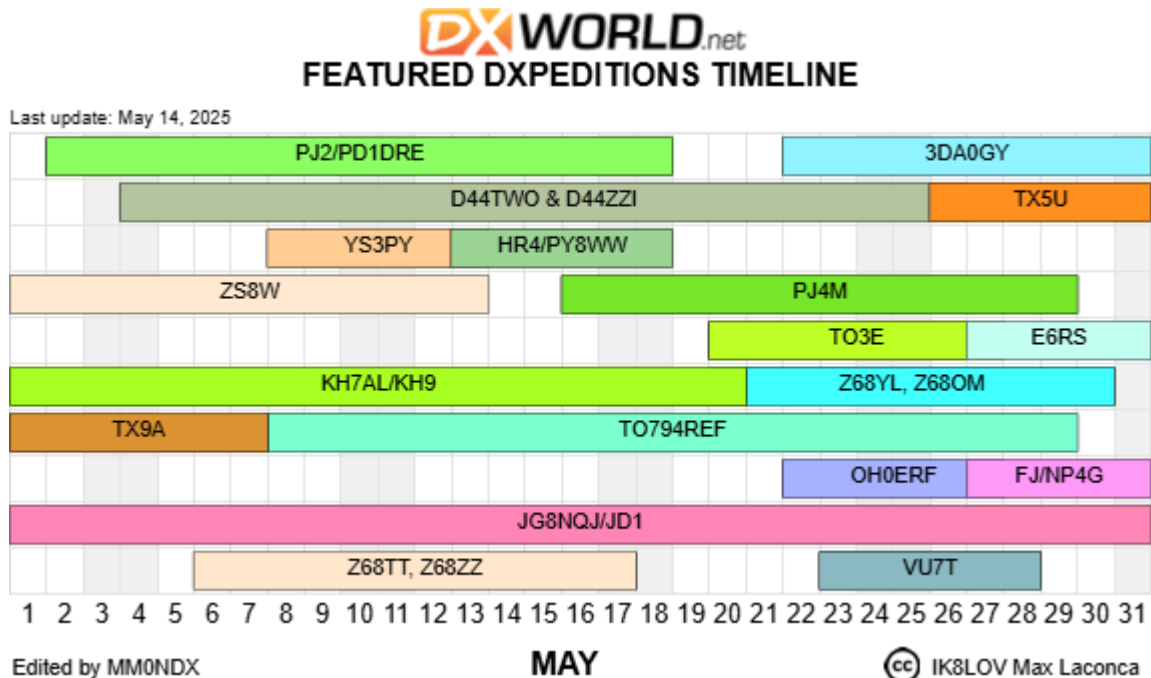 DX WORLD.net
FEATURED DXPEDITIONS TIMELINE
Last update: May 14, 2025
PJ2/PD1DRE 3DA0GY
D44TWO & D44ZZI TX5U
YS3PY HR4/PY8WW
ZS8W PJ4M
TO3E E6RS
KH7AL/KH9 Z68YL, Z68OM
TX9A TO794REF
OH0ERF FJ/NP4G
JG8NQJ/JD1
Z68TT, Z68ZZ VU7T
1 2 3 4 5 6 7 8 9 10 11 12 13 14 15 16 17 18 19 20 21 22 23 24 25 26 27 28 29 30 31
Edited by MM0NDX MAY cc IK8LOV Max Laconca